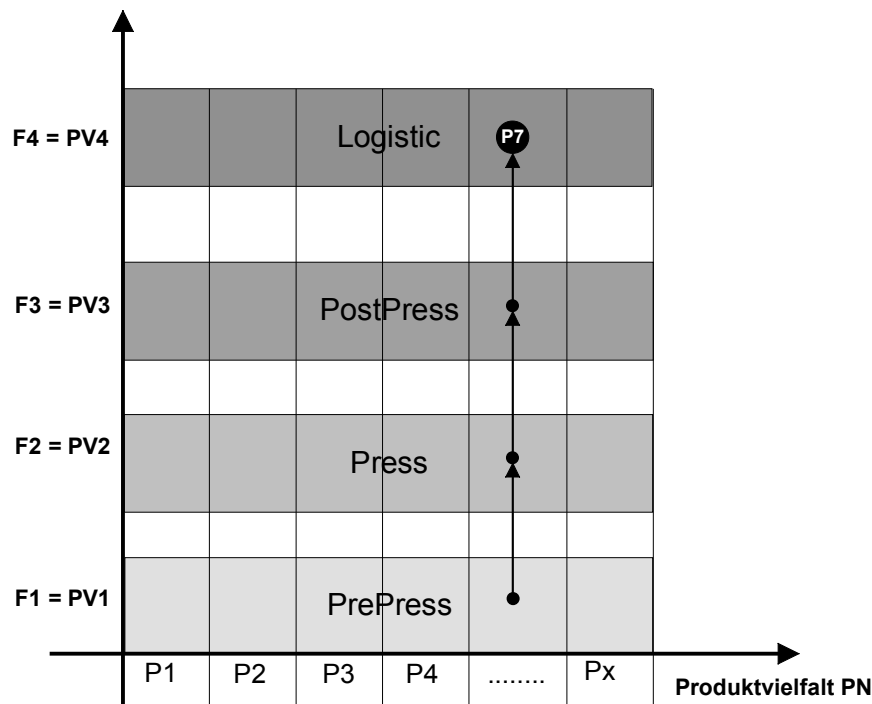 F4 = PV4
Logistic
P7
F3 = PV3
PostPress
F2 = PV2
Press
F1 = PV1
PrePress
P1 P2 P3 P4 ........ Px
Produktvielfalt PN